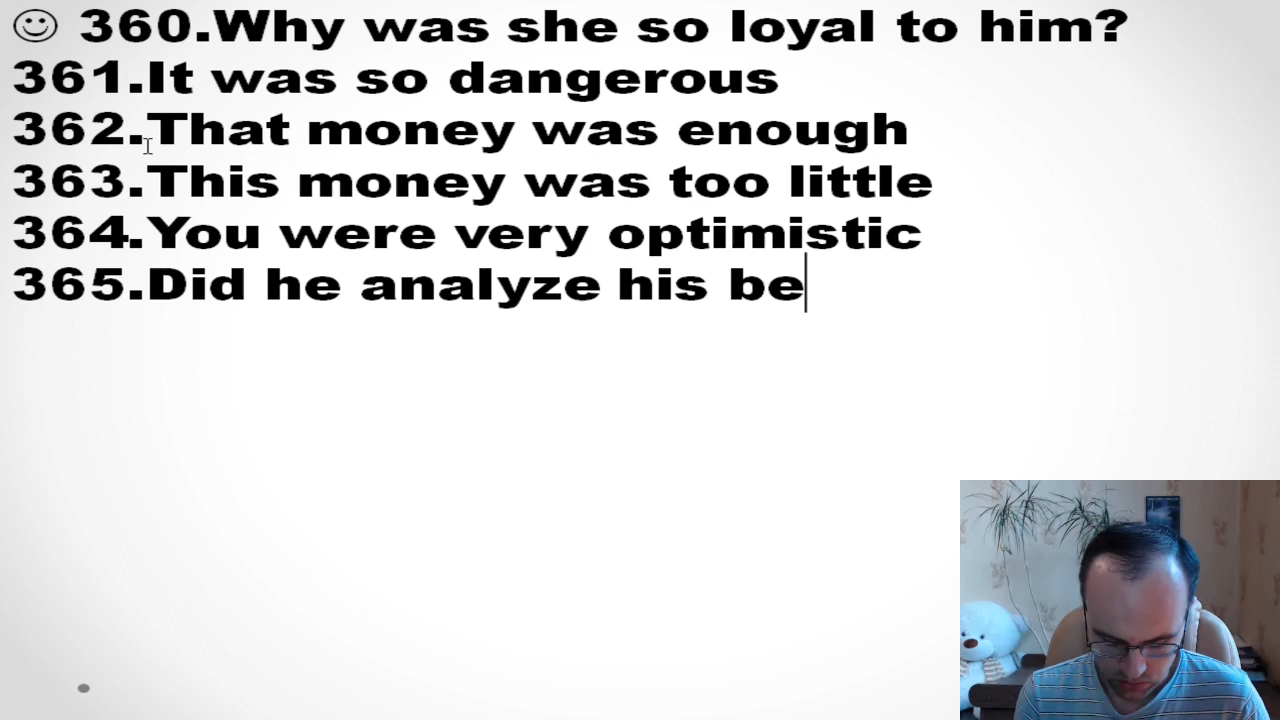 ☺ 360.Why was she so loyal to him?
361.It was so dangerous
362.That money was enough
363.This money was too little
364.You were very optimistic
365.Did he analyze his be